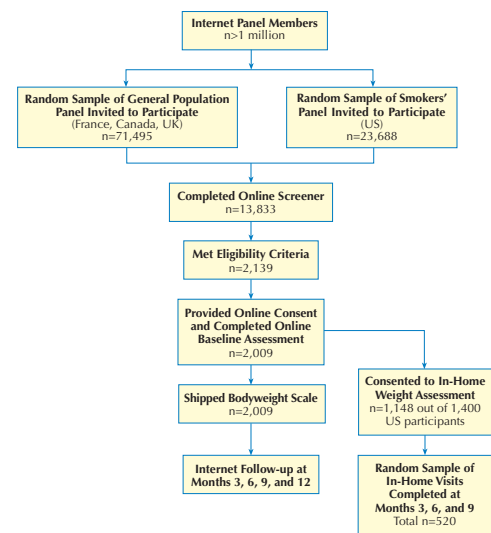 Internet Panel Members
n>1 million
Random Sample of General Population
Panel Invited to Participate
(France, Canada, UK)
n=71,495
Random Sample of Smokers'
Panel Invited to Participate
(US)
n=23,688
Completed Online Screener
n=13,833
Met Eligibility Criteria
n=2,139
Provided Online Consent
and Completed Online
Baseline Assessment
n=2,009
Shipped Bodyweight Scale
n=2,009
Consented to In-Home
Weight Assessment
n=1,148 out of 1,400
US participants
Internet Follow-up at
Months 3, 6, 9, and 12
Random Sample of
In-Home Visits
Completed at
Months 3, 6, and 9
Total n=520